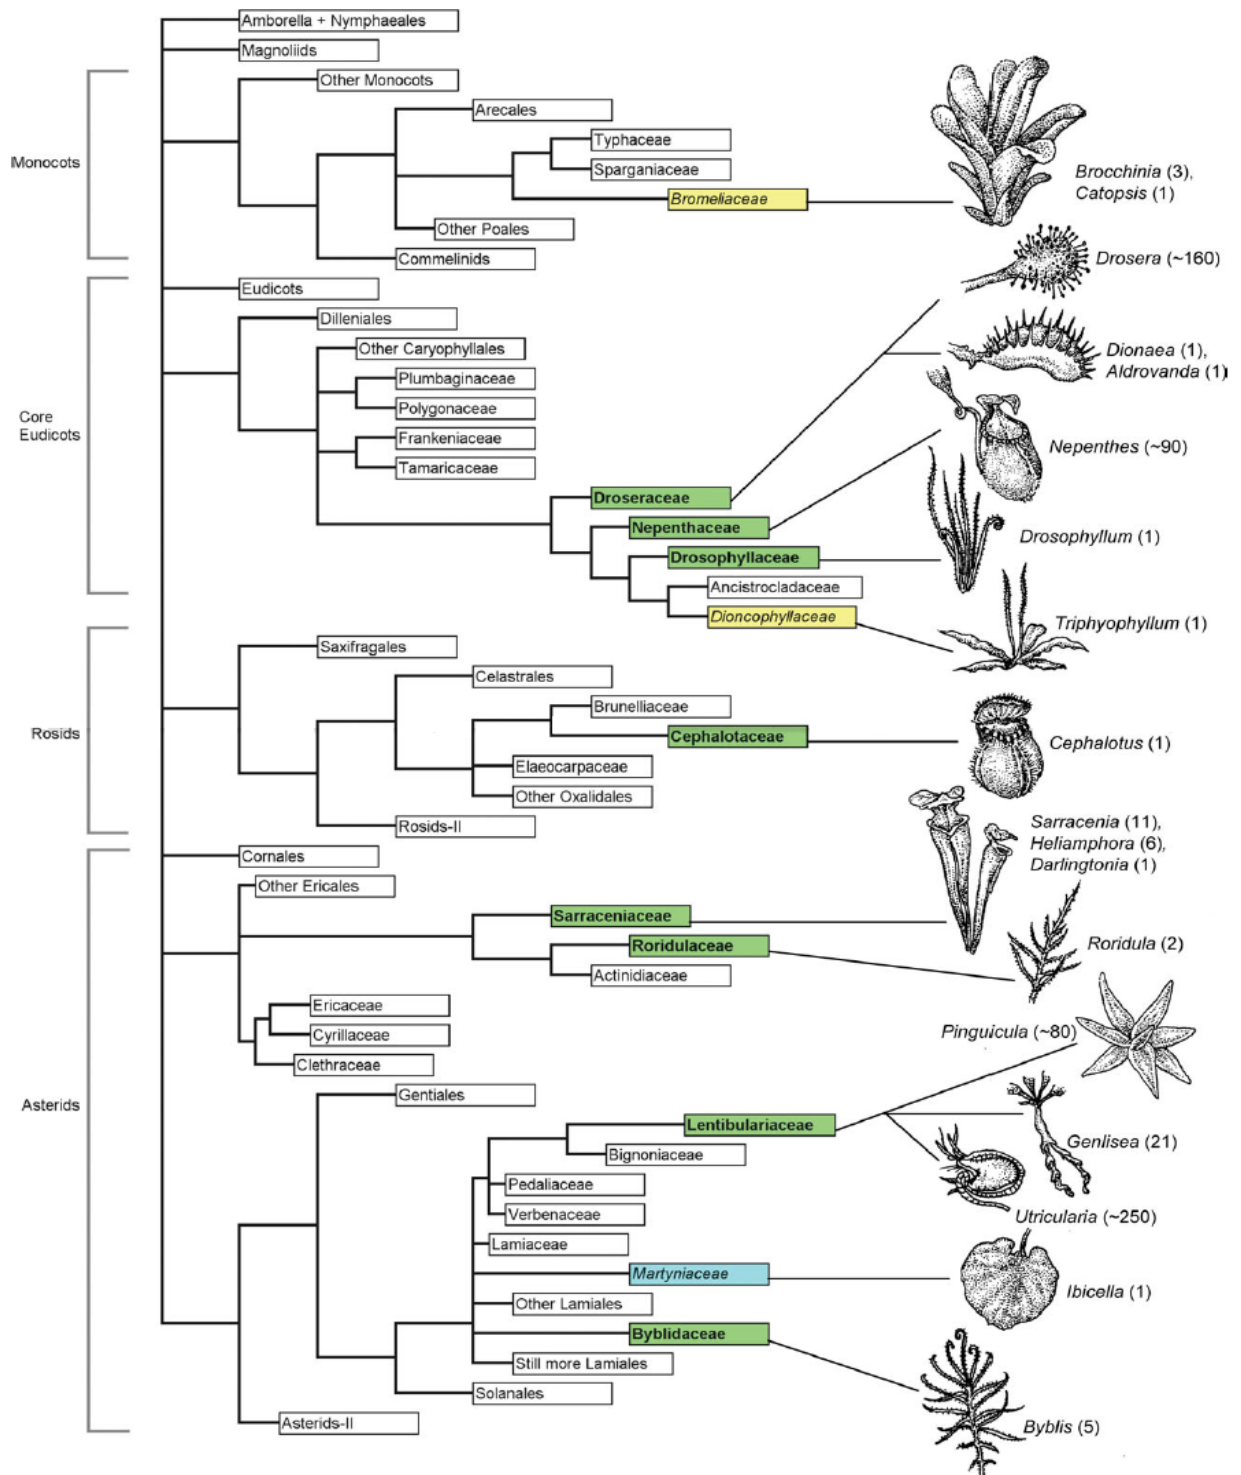 Amborella + Nymphaeales
Magnoliids
Other Monocots
Arecales
Typhaceae
Monocots
Sparganiaceae
Brocchinia (3),
Catopsis (1)
Bromeliaceae
Other Poales
Commelinids
Drosera (~160)
Eudicots
Dilleniales
Other Caryophyllales
Dionaea (1),
Aldrovanda (1)
Plumbaginaceae
Polygonaceae
Core
Eudicots
Frankeniaceae
Nepenthes (~90)
Tamaricaceae
Droseraceae
Nepenthaceae
Drosophyllum (1)
Drosophyllaceae
Ancistrocladaceae
Dioncophyllaceae
Triphyophyllum (1)
Saxifragales
Celastrales
Brunelliaceae
Rosids
Cephalotaceae
Cephalotus (1)
Elaeocarpaceae
Other Oxalidales
Rosids-II
Sarracenia (11),
Heliamphora (6),
Darlingtonia (1)
Cornales
Other Ericales
Sarraceniaceae
Roridulaceae
Roridula (2)
Actinidiaceae
Ericaceae
Cyrillaceae
Pinguicula (~80)
Clethraceae
Gentiales
Asterids
Lentibulariaceae
Bignoniaceae
Genlisea (21)
Pedaliaceae
Verbenaceae
Utricularia (~250)
Lamiaceae
Martyniaceae
Ibicella (1)
Other Lamiales
Byblidaceae
Still more Lamiales
Solanales
Asterids-II
Byblis (5)